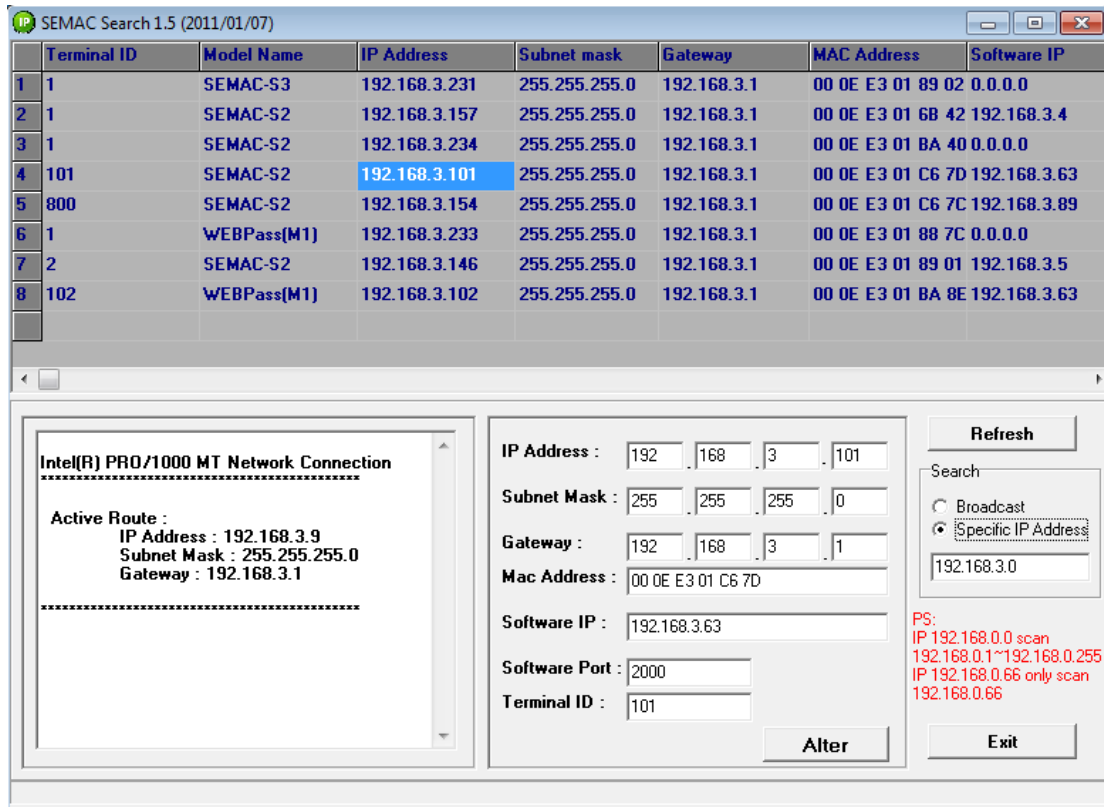 IP SEMAC Search 1.5 (2011/01/07)
Terminal ID Model Name IP Address Subnet mask Gateway MAC Address Software IP
1 1 SEMAC-S3 192.168.3.231 255.255.255.0 192.168.3.1 00 0E E3 01 89 02 0.0.0.0
2 1 SEMAC-S2 192.168.3.157 255.255.255.0 192.168.3.1 00 0E E3 01 6B 42 192.168.3.4
3 1 SEMAC-S2 192.168.3.234 255.255.255.0 192.168.3.1 00 0E E3 01 BA 40 0.0.0.0
4 101 SEMAC-S2 192.168.3.101 255.255.255.0 192.168.3.1 00 0E E3 01 C6 7D 192.168.3.63
5 800 SEMAC-S2 192.168.3.154 255.255.255.0 192.168.3.1 00 0E E3 01 C6 7C 192.168.3.89
6 1 WEBPass(M1) 192.168.3.233 255.255.255.0 192.168.3.1 00 0E E3 01 88 7C 0.0.0.0
7 2 SEMAC-S2 192.168.3.146 255.255.255.0 192.168.3.1 00 0E E3 01 89 01 192.168.3.5
8 102 WEBPass(M1) 192.168.3.102 255.255.255.0 192.168.3.1 00 0E E3 01 BA 8E 192.168.3.63
Intel(R) PRO/1000 MT Network Connection
*********************************************
Active Route :
IP Address : 192.168.3.9
Subnet Mask : 255.255.255.0
Gateway : 192.168.3.1
*********************************************
IP Address : 192 . 168 . 3 . 101
Subnet Mask : 255 . 255 . 255 . 0
Gateway : 192 . 168 . 3 . 1
Mac Address : 00 0E E3 01 C6 7D
Software IP : 192.168.3.63
Software Port : 2000
Terminal ID : 101
Alter
Refresh
Search
Broadcast
Specific IP Address
192.168.3.0
PS:
IP 192.168.0.0 scan
192.168.0.1~192.168.0.255
IP 192.168.0.66 only scan
192.168.0.66
Exit